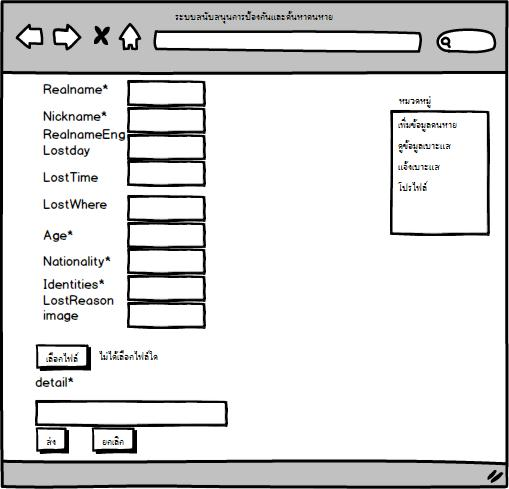 ระบบสนับสนุนการป้องกันและค้นหาคนหาย
Realname*
Nickname*
RealnameEng
Lostday
LostTime
LostWhere
Age*
Nationality*
Identities*
LostReason
image
เลือกไฟล์ ไม่ได้เลือกไฟล์ใด
detail*
ส่ง ยกเลิก
หมวดหมู่
เพิ่มข้อมูลคนหาย
ดูข้อมูลเบาะแส
แจ้งเบาะแส
โปรไฟล์